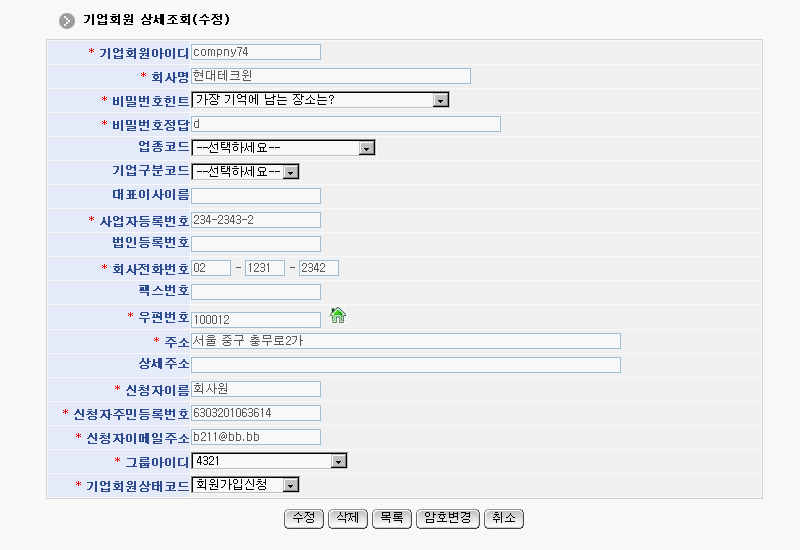 기업회원 상세조회(수정)
* 기업회원아이디 compny74
* 회사명 현대테크윈
* 비밀번호힌트 가장 기억에 남는 장소는?
* 비밀번호정답 d
업종코드 --선택하세요--
기업구분코드 --선택하세요--
대표이사이름
* 사업자등록번호 234-2343-2
법인등록번호
* 회사전화번호 02 - 1231 - 2342
팩스번호
* 우편번호 100012
* 주소 서울 중구 충무로2가
상세주소
* 신청자이름 회사원
* 신청자주민등록번호 6303201063614
* 신청자이메일주소 b211@bb.bb
* 그룹아이디 4321
* 기업회원상태코드 회원가입신청
수정 삭제 목록 암호변경 취소